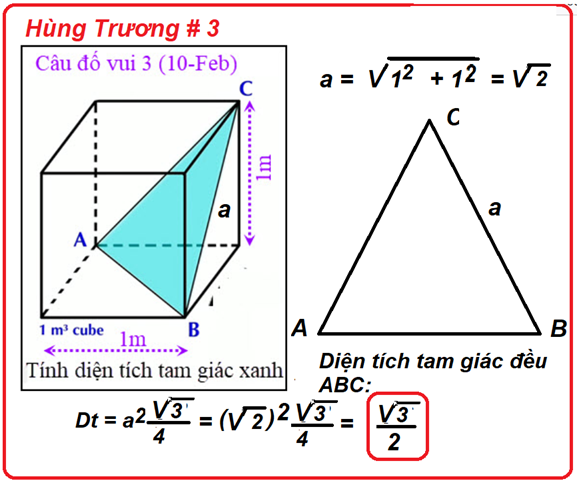 Hùng Trương # 3
Câu đố vui 3 (10-Feb)
C
1m
a
A
B
1 m³ cube
1m
Tính diện tích tam giác xanh
a = √1² + 1² = √2
C
a
A
B
Diện tích tam giác đều
ABC:
Dt = a² √3/4 = (√2)² √3/4 = √3/2